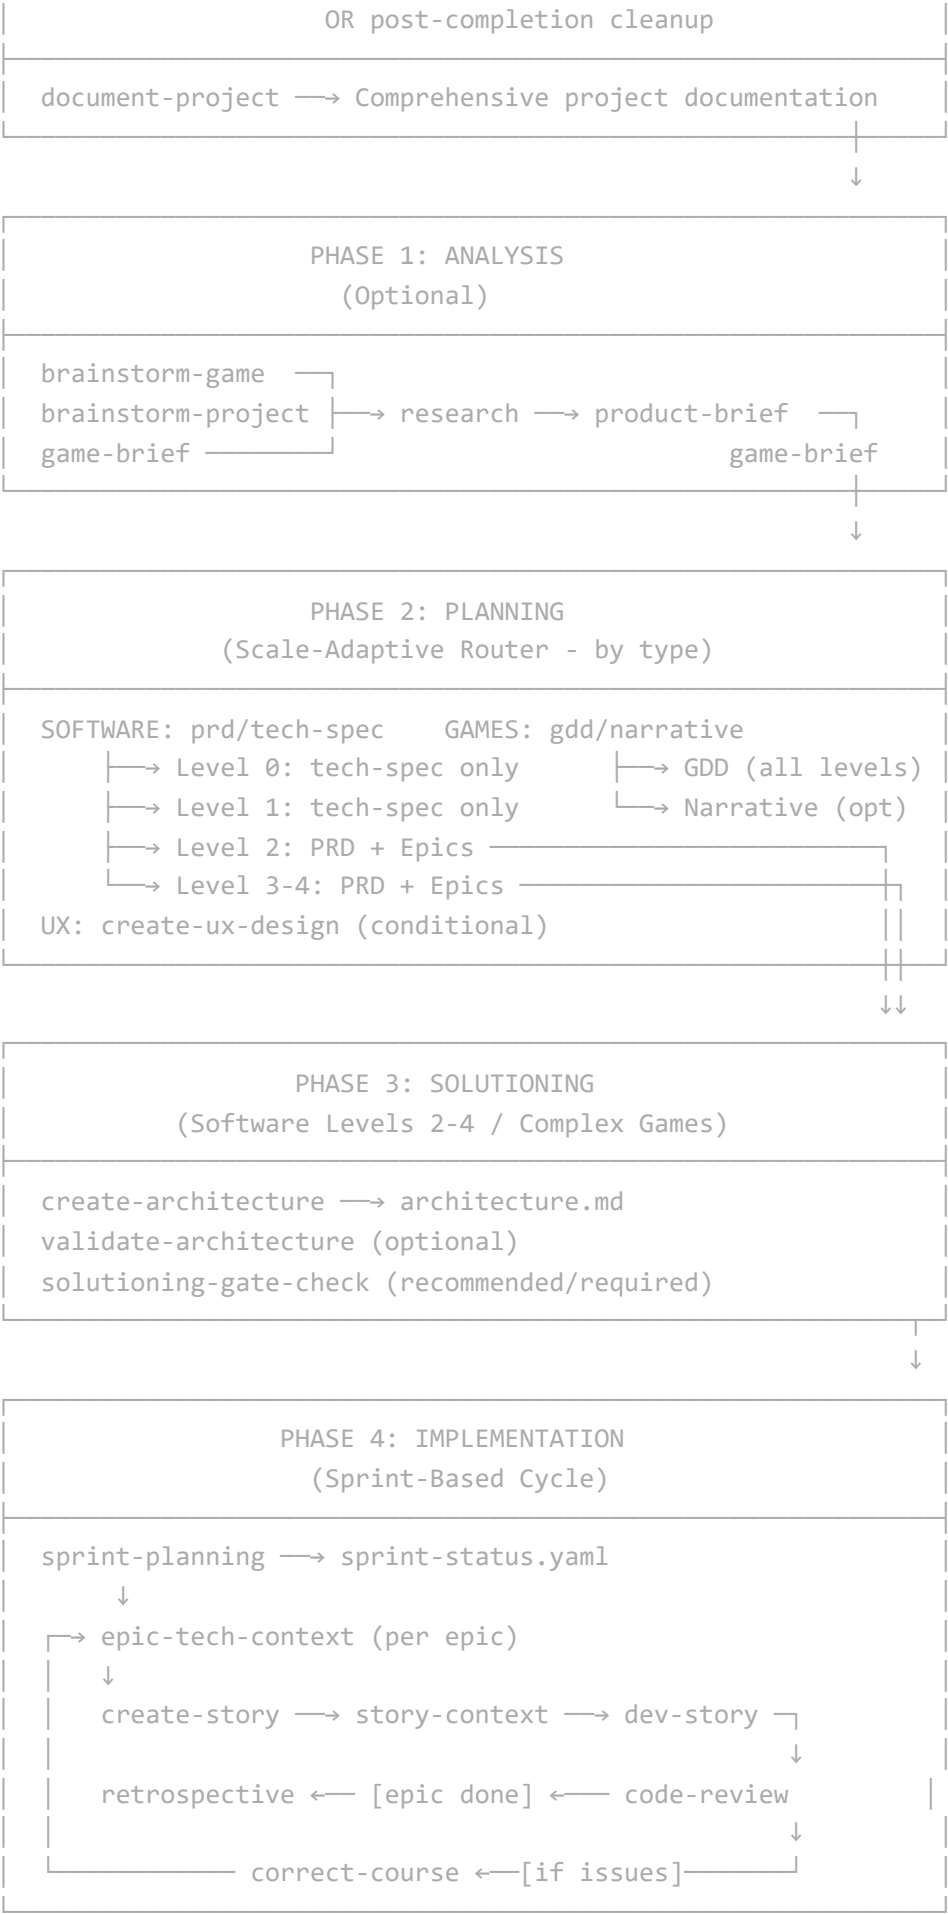 OR post-completion cleanup
document-project ──→ Comprehensive project documentation
↓
PHASE 1: ANALYSIS
(Optional)
brainstorm-game ──┐
brainstorm-project ├──→ research ──→ product-brief ──┐
game-brief ────────┘ game-brief
↓
PHASE 2: PLANNING
(Scale-Adaptive Router - by type)
SOFTWARE: prd/tech-spec GAMES: gdd/narrative
├──→ Level 0: tech-spec only ├──→ GDD (all levels)
├──→ Level 1: tech-spec only └──→ Narrative (opt)
├──→ Level 2: PRD + Epics ──────────────────────────┐
└──→ Level 3-4: PRD + Epics ────────────────────────┼┐
UX: create-ux-design (conditional) ││
↓↓
PHASE 3: SOLUTIONING
(Software Levels 2-4 / Complex Games)
create-architecture ──→ architecture.md
validate-architecture (optional)
solutioning-gate-check (recommended/required)
↓
PHASE 4: IMPLEMENTATION
(Sprint-Based Cycle)
sprint-planning ──→ sprint-status.yaml
↓
┌─→ epic-tech-context (per epic)
│ ↓
│ create-story ──→ story-context ──→ dev-story ─┐
│ ↓
│ retrospective ←── [epic done] ←─── code-review
│ ↓
└──────────── correct-course ←──[if issues]───────┘